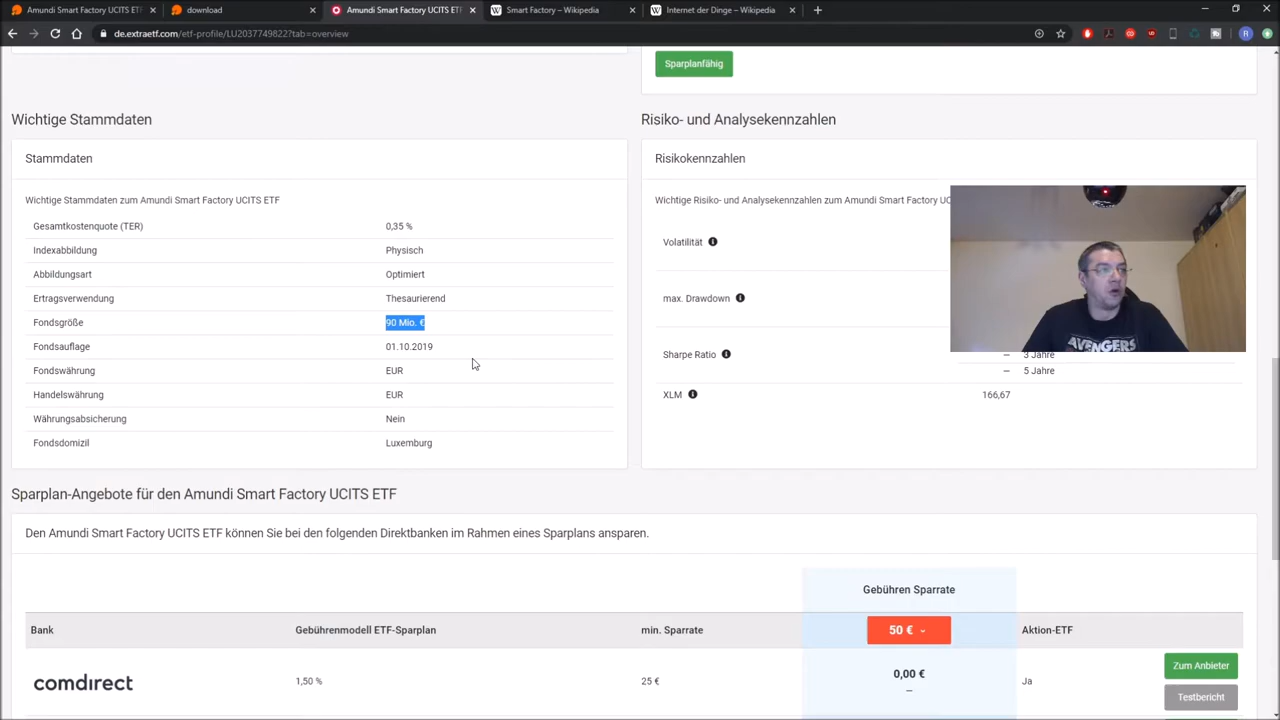 Amundi Smart Factory UCITS ETF
download
Amundi Smart Factory UCITS ETF
Smart Factory – Wikipedia
Internet der Dinge – Wikipedia
de.extraetf.com/etf-profile/LU2037749822?tab=overview
Sparplanfähig
Wichtige Stammdaten
Risiko- und Analysekennzahlen
Stammdaten
Risikokennzahlen
Wichtige Stammdaten zum Amundi Smart Factory UCITS ETF
Wichtige Risiko- und Analysekennzahlen zum Amundi Smart Factory UC
Gesamtkostenquote (TER) 0,35 %
Indexabbildung Physisch
Abbildungsart Optimiert
Ertragsverwendung Thesaurierend
Fondsgröße 90 Mio. €
Fondsauflage 01.10.2019
Fondswährung EUR
Handelswährung EUR
Währungsabsicherung Nein
Fondsdomizil Luxemburg
Volatilität
max. Drawdown
Sharpe Ratio
– 3 Jahre
– 5 Jahre
XLM 166,67
AVENGERS
Sparplan-Angebote für den Amundi Smart Factory UCITS ETF
Den Amundi Smart Factory UCITS ETF können Sie bei den folgenden Direktbanken im Rahmen eines Sparplans ansparen.
Gebühren Sparrate
Bank Gebührenmodell ETF-Sparplan min. Sparrate 50 € Aktion-ETF
comdirect 1,50 % 25 € 0,00 € Ja
–
Zum Anbieter
Testbericht